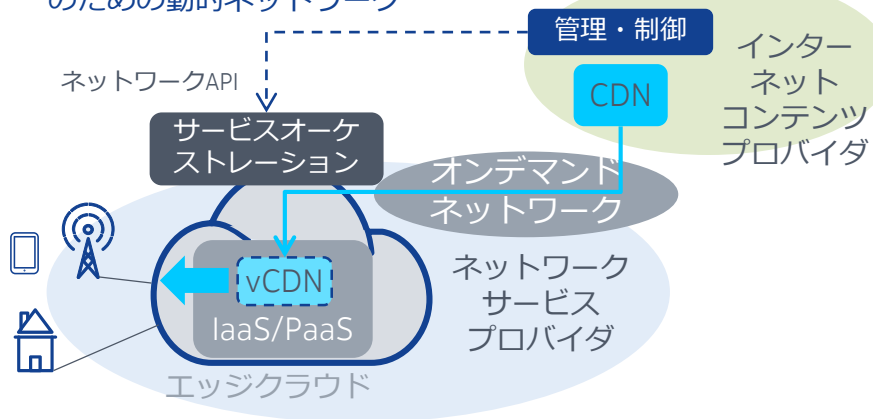 のための動的ネットワーク
管理・制御
インター
ネット
コンテンツ
プロバイダ
CDN
ネットワークAPI
サービスオーケ
ストレーション
オンデマンド
ネットワーク
ネットワーク
サービス
プロバイダ
vCDN
IaaS/PaaS
エッジクラウド